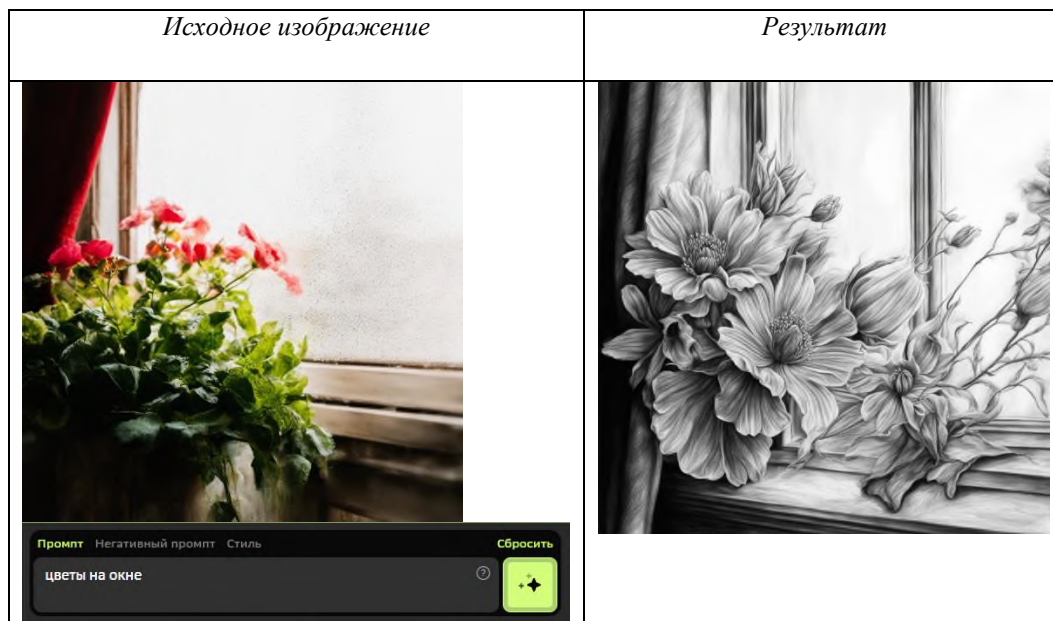 Исходное изображение
Результат
Промпт Негативный промпт Стиль Сбросить
цветы на окне